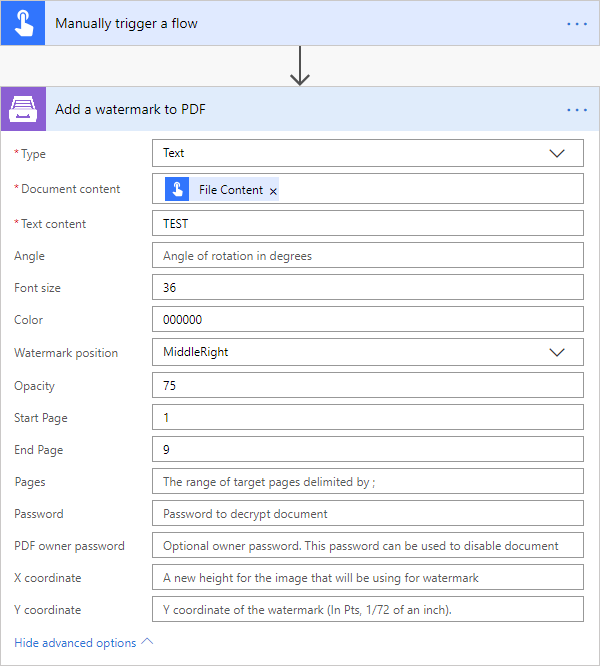 Manually trigger a flow ...
Add a watermark to PDF ...
* Type Text
* Document content File Content ×
* Text content TEST
Angle Angle of rotation in degrees
Font size 36
Color 000000
Watermark position MiddleRight
Opacity 75
Start Page 1
End Page 9
Pages The range of target pages delimited by ;
Password Password to decrypt document
PDF owner password Optional owner password. This password can be used to disable document
X coordinate A new height for the image that will be using for watermark
Y coordinate Y coordinate of the watermark (In Pts, 1/72 of an inch).
Hide advanced options